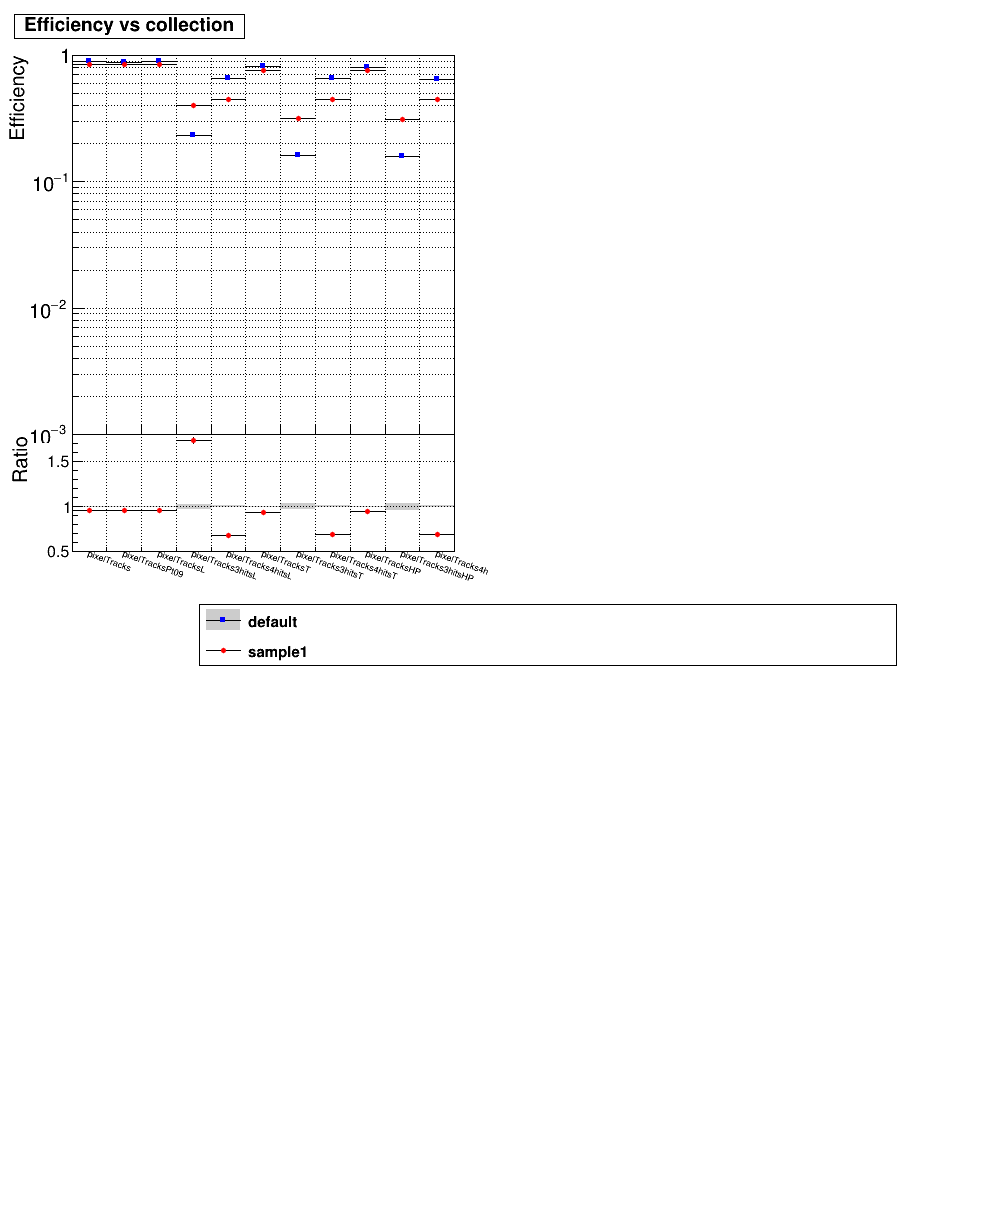 Efficiency vs collection
Efficiency
1
10−1
10−2
10−3
Ratio
1.5
1
0.5
pixelTracks
pixelTracksPt09
pixelTracksL
pixelTracks3hitsL
pixelTracks4hitsL
pixelTracksT
pixelTracks3hitsT
pixelTracks4hitsT
pixelTracksHP
pixelTracks3hitsHP
pixelTracks4h
default
sample1